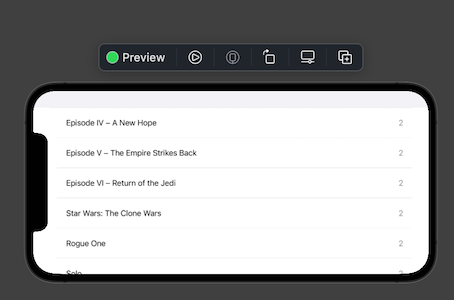 Preview
Episode IV – A New Hope 2
Episode V – The Empire Strikes Back 2
Episode VI – Return of the Jedi 2
Star Wars: The Clone Wars 2
Rogue One 2
Solo 2